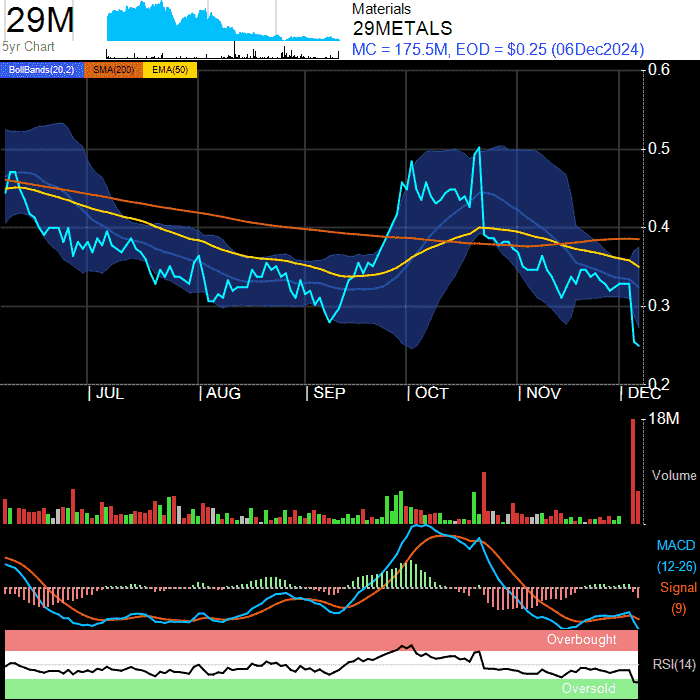 29M
5yr Chart
Materials
29METALS
MC = 175.5M, EOD = $0.25 (06Dec2024)
BollBands(20,2) SMA(200) EMA(50)
0.6
0.5
0.4
0.3
0.2
JUL AUG SEP OCT NOV DEC
18M
Volume
MACD
(12-26)
Signal
(9)
Overbought
RSI(14)
Oversold